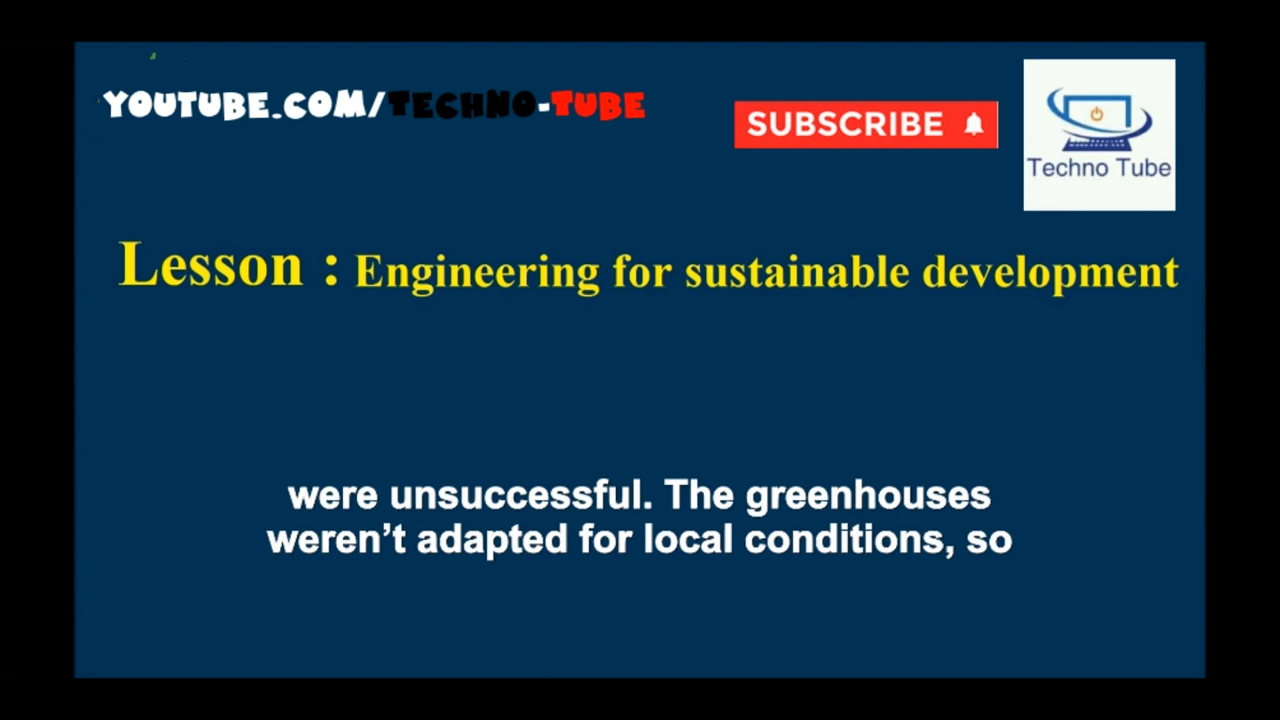 YOUTUBE.COM/TECHNO-TUBE
SUBSCRIBE
Techno Tube
Lesson : Engineering for sustainable development
were unsuccessful. The greenhouses
weren't adapted for local conditions, so